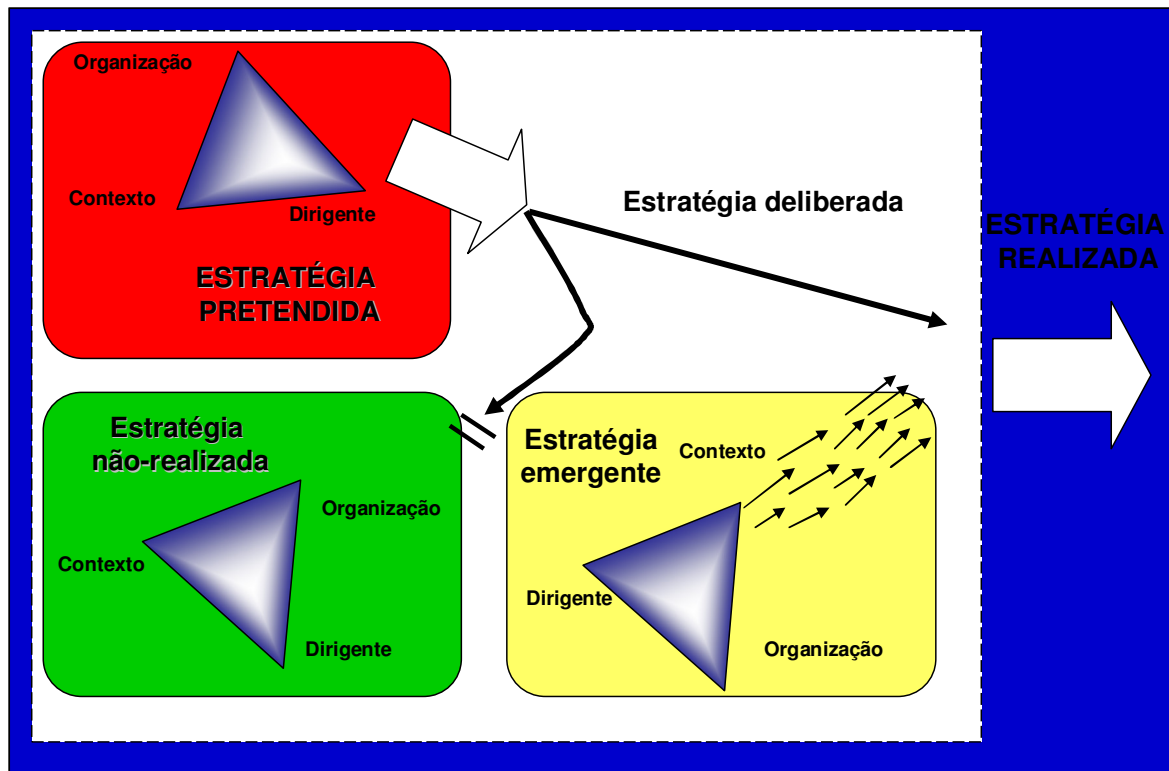 Organização
Contexto
Dirigente
ESTRATÉGIA
PRETENDIDA
Estratégia deliberada
ESTRATÉGIA
REALIZADA
Estratégia
não-realizada
Organização
Contexto
Dirigente
Estratégia
emergente
Contexto
Dirigente
Organização